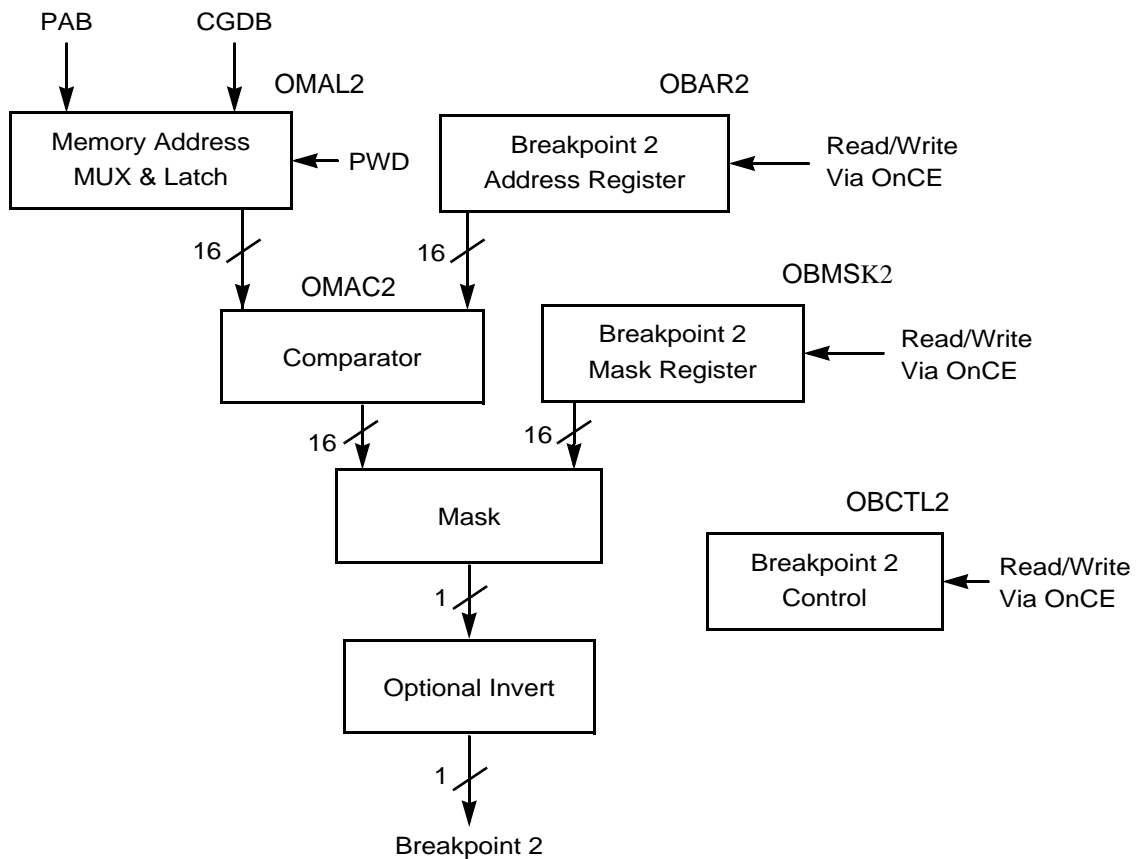 PAB
CGDB
OMAL2
OBAR2
Memory Address
MUX & Latch
PWD
Breakpoint 2
Address Register
Read/Write
Via OnCE
16
16
OMAC2
OBMSK2
Comparator
Breakpoint 2
Mask Register
Read/Write
Via OnCE
16
16
Mask
OBCTL2
Breakpoint 2
Control
Read/Write
Via OnCE
1
Optional Invert
1
Breakpoint 2